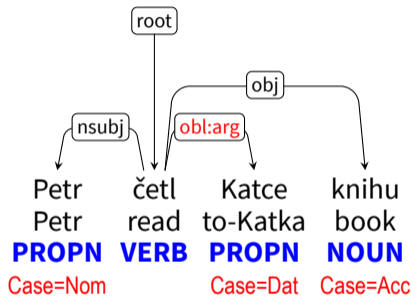 root
obj
nsubj obl:arg
Petr četl Katce knihu
Petr read to-Katka book
PROPN VERB PROPN NOUN
Case=Nom Case=Dat Case=Acc